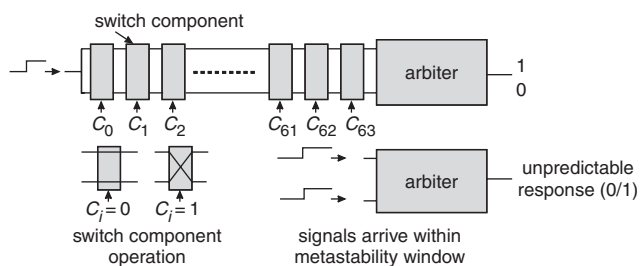 switch component
arbiter
1
0
C0 C1 C2 C61 C62 C63
Ci = 0 Ci = 1
switch component
operation
arbiter
unpredictable
response (0/1)
signals arrive within
metastability window